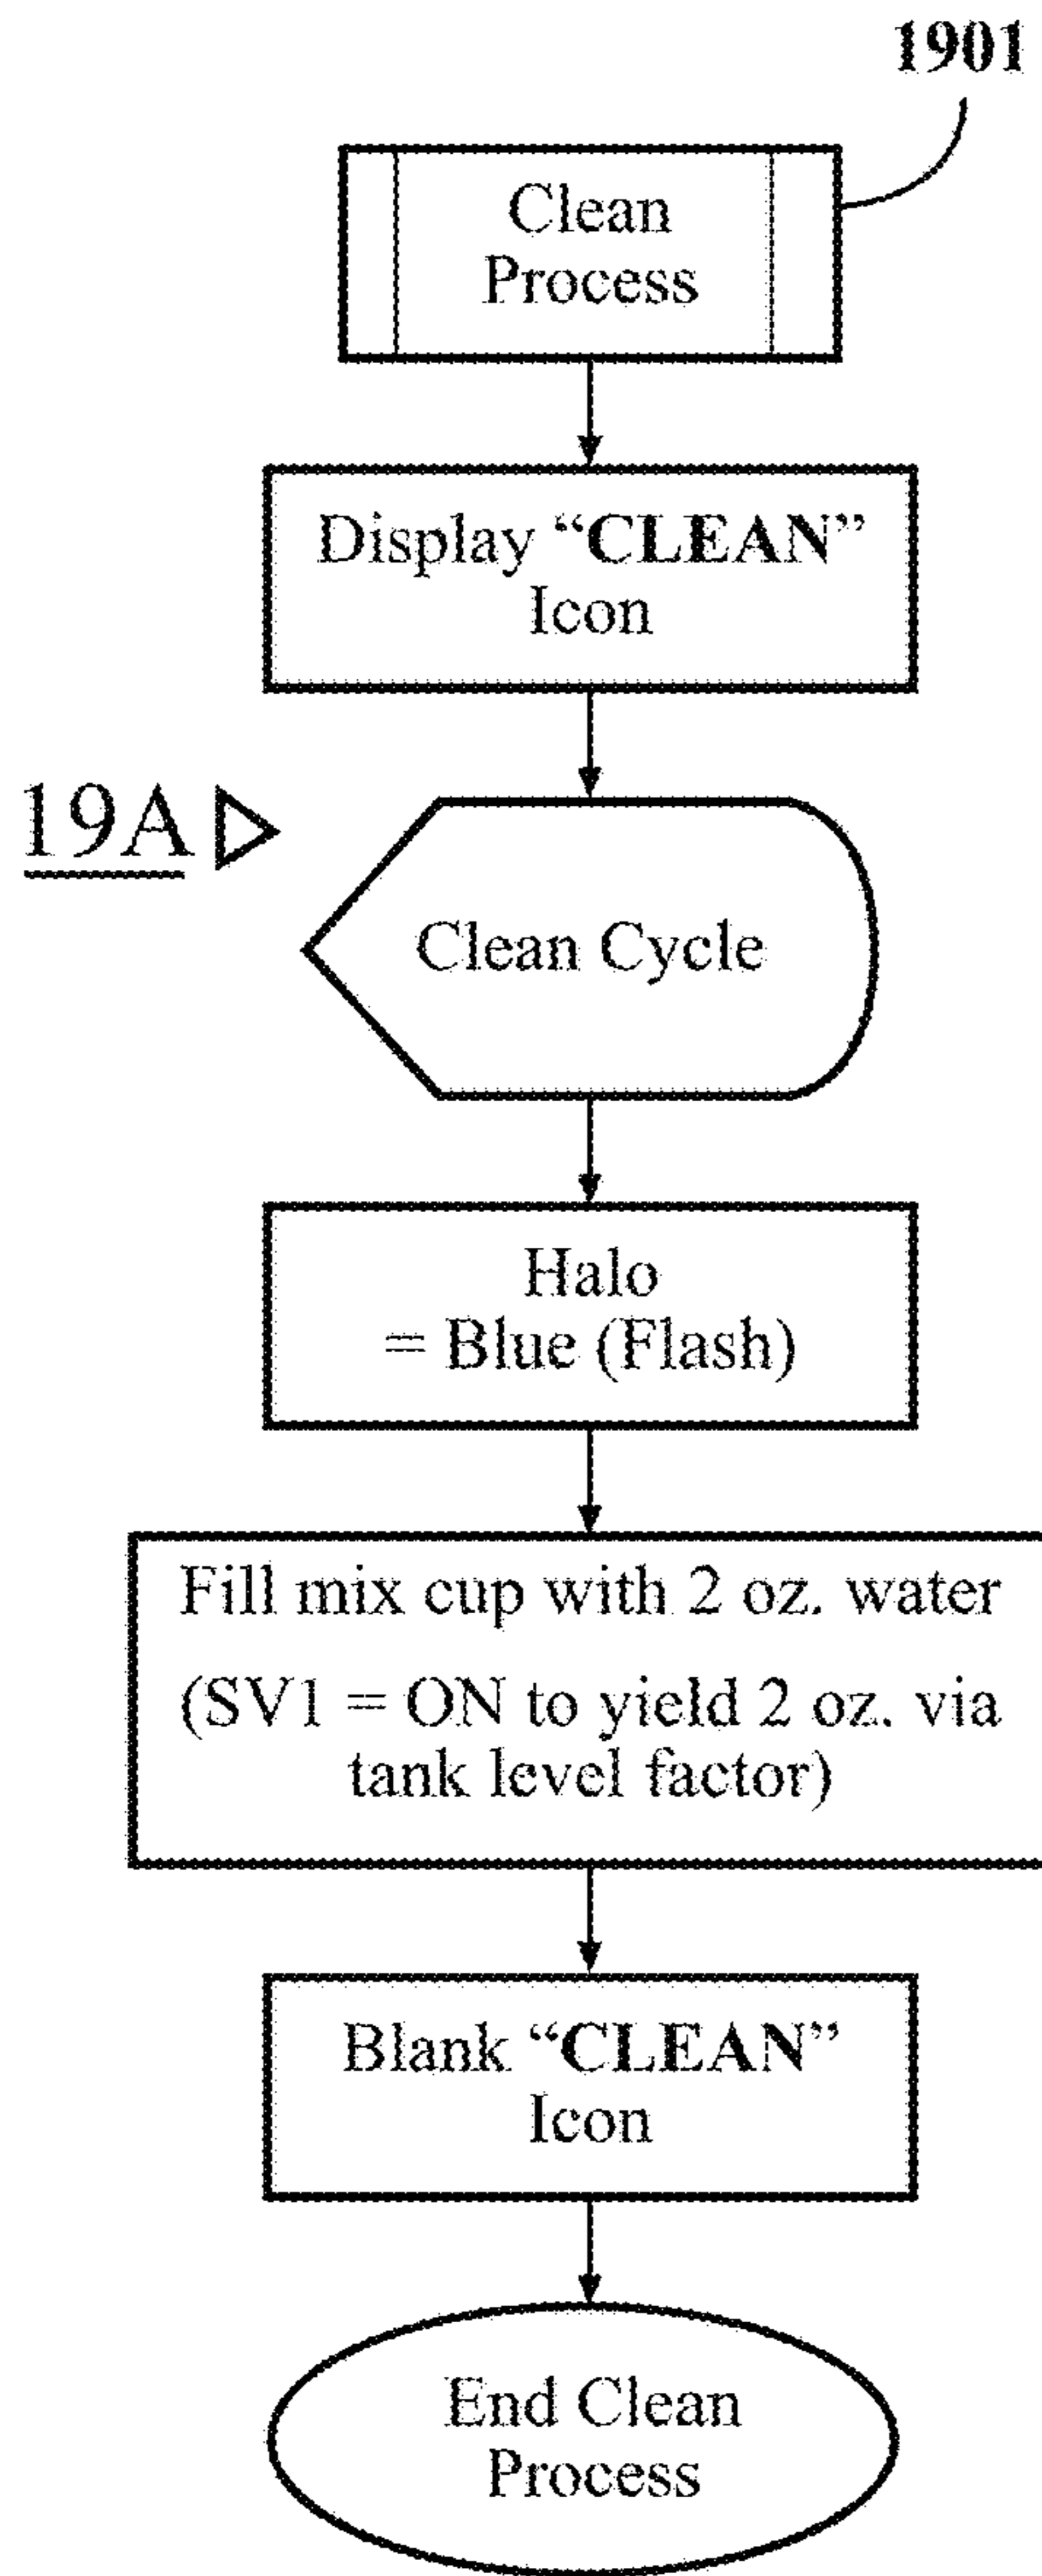 1901
Clean
Process
Display “CLEAN”
Icon
19A
Clean Cycle
Halo
= Blue (Flash)
Fill mix cup with 2 oz. water
(SV1 = ON to yield 2 oz. via
tank level factor)
Blank “CLEAN”
Icon
End Clean
Process